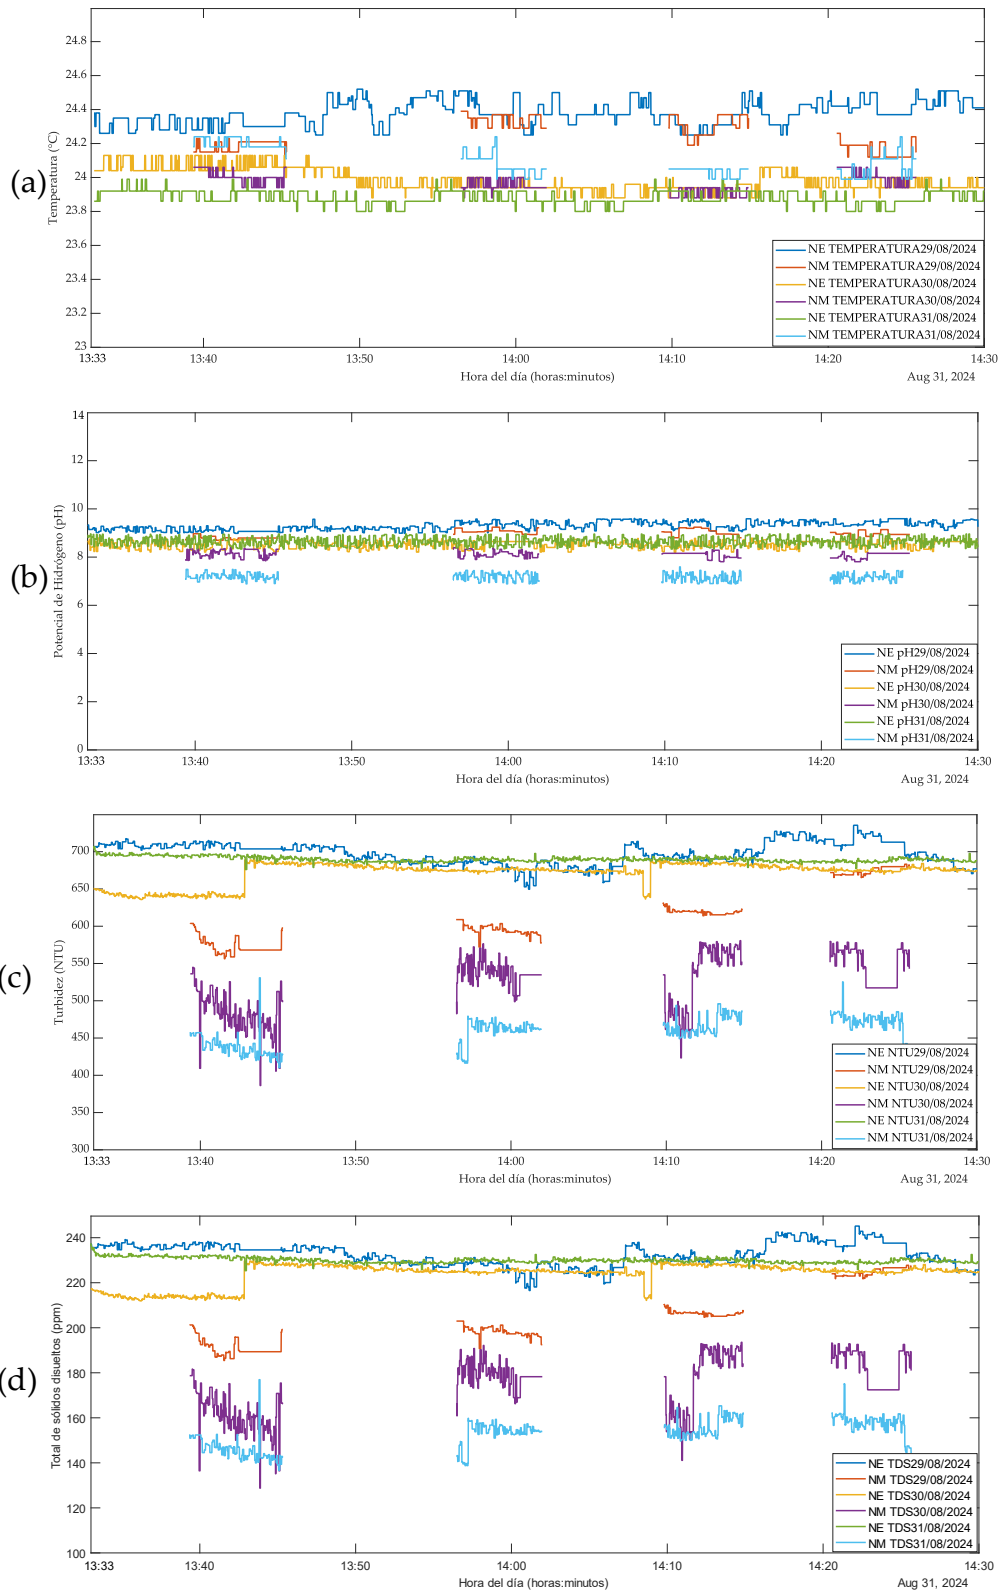 (a)
Temperatura (°C)
24.8
24.6
24.4
24.2
24
23.8
23.6
23.4
23.2
23
NE TEMPERATURA29/08/2024
NM TEMPERATURA29/08/2024
NE TEMPERATURA30/08/2024
NM TEMPERATURA30/08/2024
NE TEMPERATURA31/08/2024
NM TEMPERATURA31/08/2024
13:33 13:40 13:50 14:00 14:10 14:20 14:30
Hora del día (horas:minutos)
Aug 31, 2024
(b)
Potencial de Hidrógeno (pH)
14
12
10
8
6
4
2
0
NE pH29/08/2024
NM pH29/08/2024
NE pH30/08/2024
NM pH30/08/2024
NE pH31/08/2024
NM pH31/08/2024
13:33 13:40 13:50 14:00 14:10 14:20 14:30
Hora del día (horas:minutos)
Aug 31, 2024
(c)
Turbidez (NTU)
700
650
600
550
500
450
400
350
300
NE NTU29/08/2024
NM NTU29/08/2024
NE NTU30/08/2024
NM NTU30/08/2024
NE NTU31/08/2024
NM NTU31/08/2024
13:33 13:40 13:50 14:00 14:10 14:20 14:30
Hora del día (horas:minutos)
Aug 31, 2024
(d)
Total de sólidos disueltos (ppm)
240
220
200
180
160
140
120
100
NE TDS29/08/2024
NM TDS29/08/2024
NE TDS30/08/2024
NM TDS30/08/2024
NE TDS31/08/2024
NM TDS31/08/2024
13:33 13:40 13:50 14:00 14:10 14:20 14:30
Hora del día (horas:minutos)
Aug 31, 2024